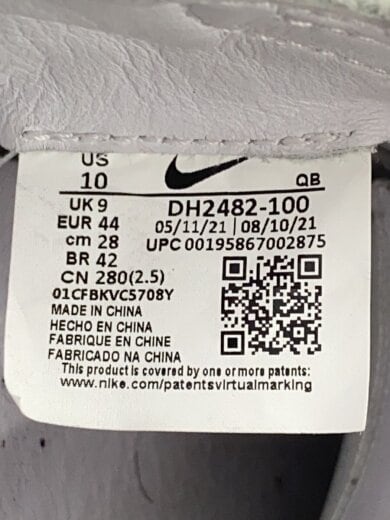 US
10
QB
UK 9
DH2482-100
EUR 44
05/11/21 | 08/10/21
cm 28
UPC 00195867002875
BR 42
CN 280(2.5)
01CFBKVC5708Y
MADE IN CHINA
HECHO EN CHINA
FABRIQUE EN CHINE
FABRICADO NA CHINA
This product is covered by one or more patents:
www.nike.com/patentsvirtualmarking